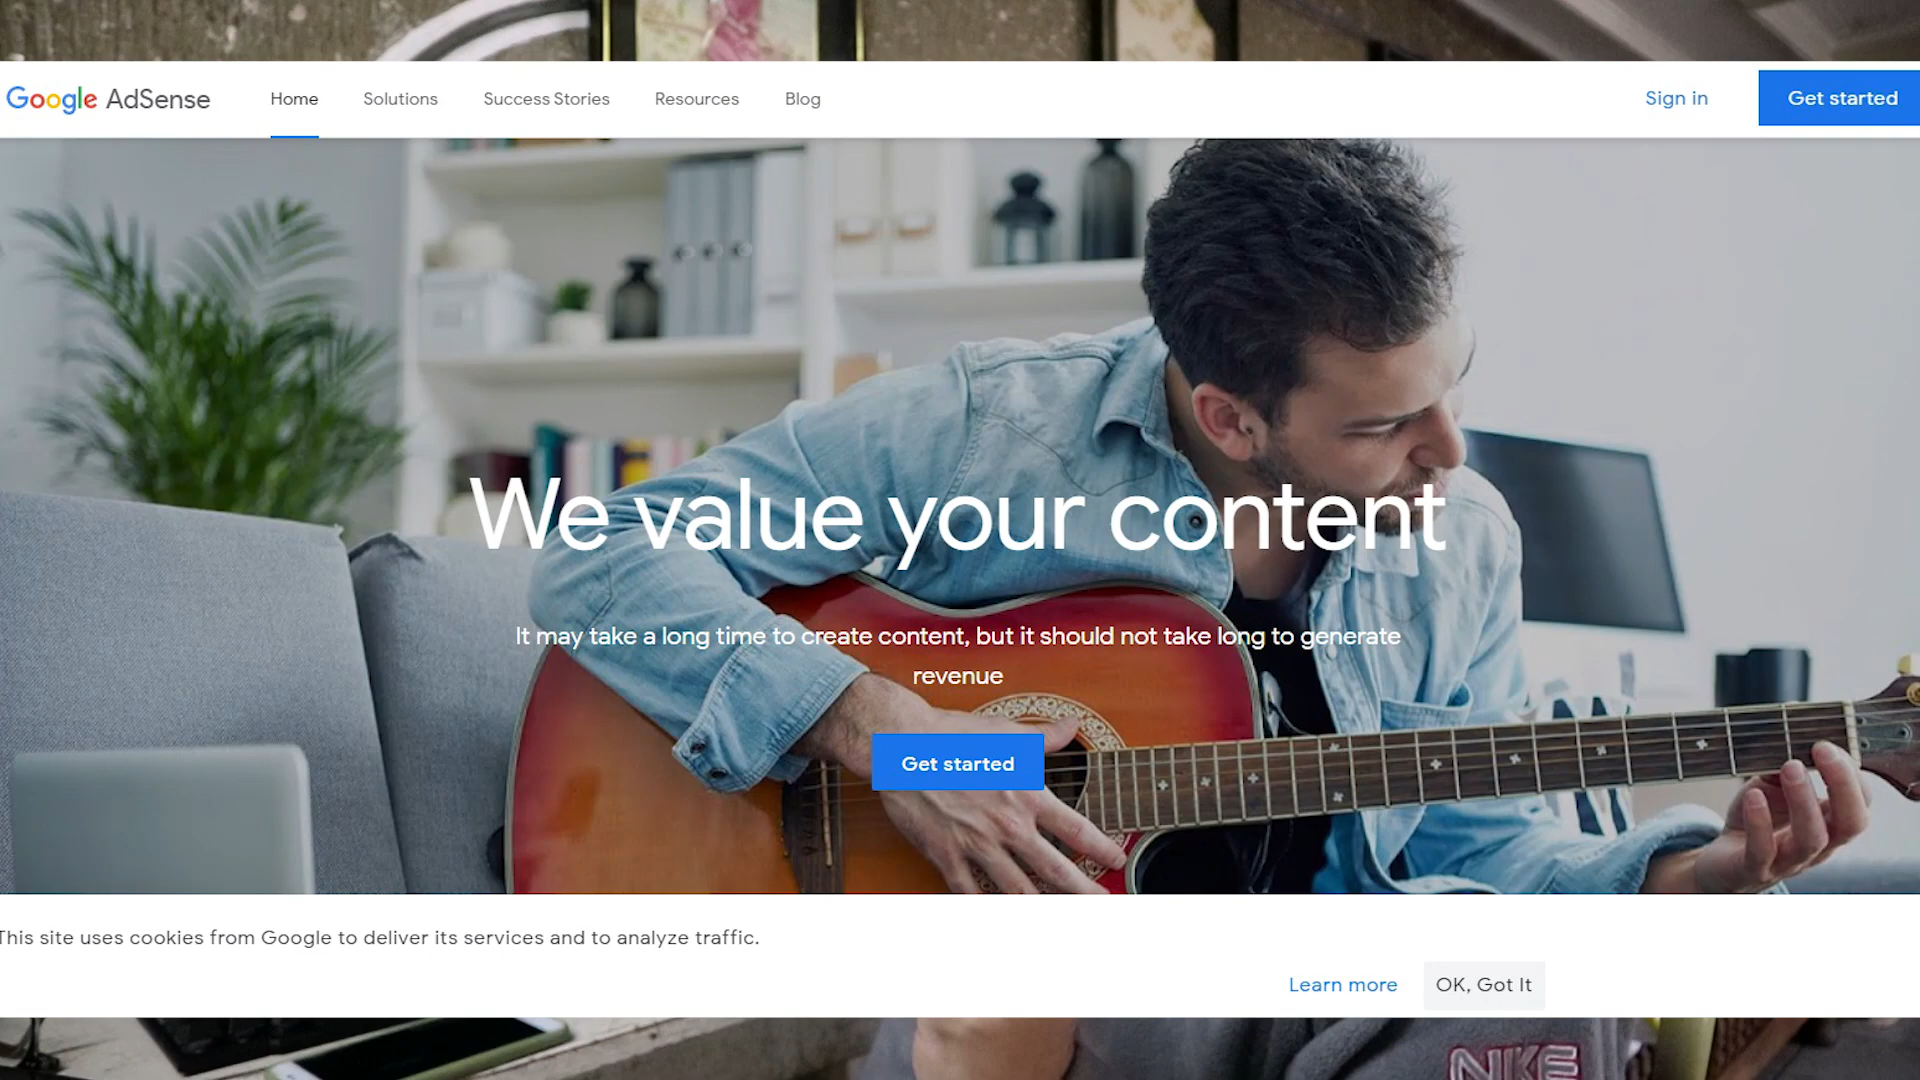 Google AdSense
Home
Solutions
Success Stories
Resources
Blog
Sign in
Get started
We value your content
It may take a long time to create content, but it should not take long to generate
revenue
Get started
This site uses cookies from Google to deliver its services and to analyze traffic.
Learn more
OK, Got It
NIKE